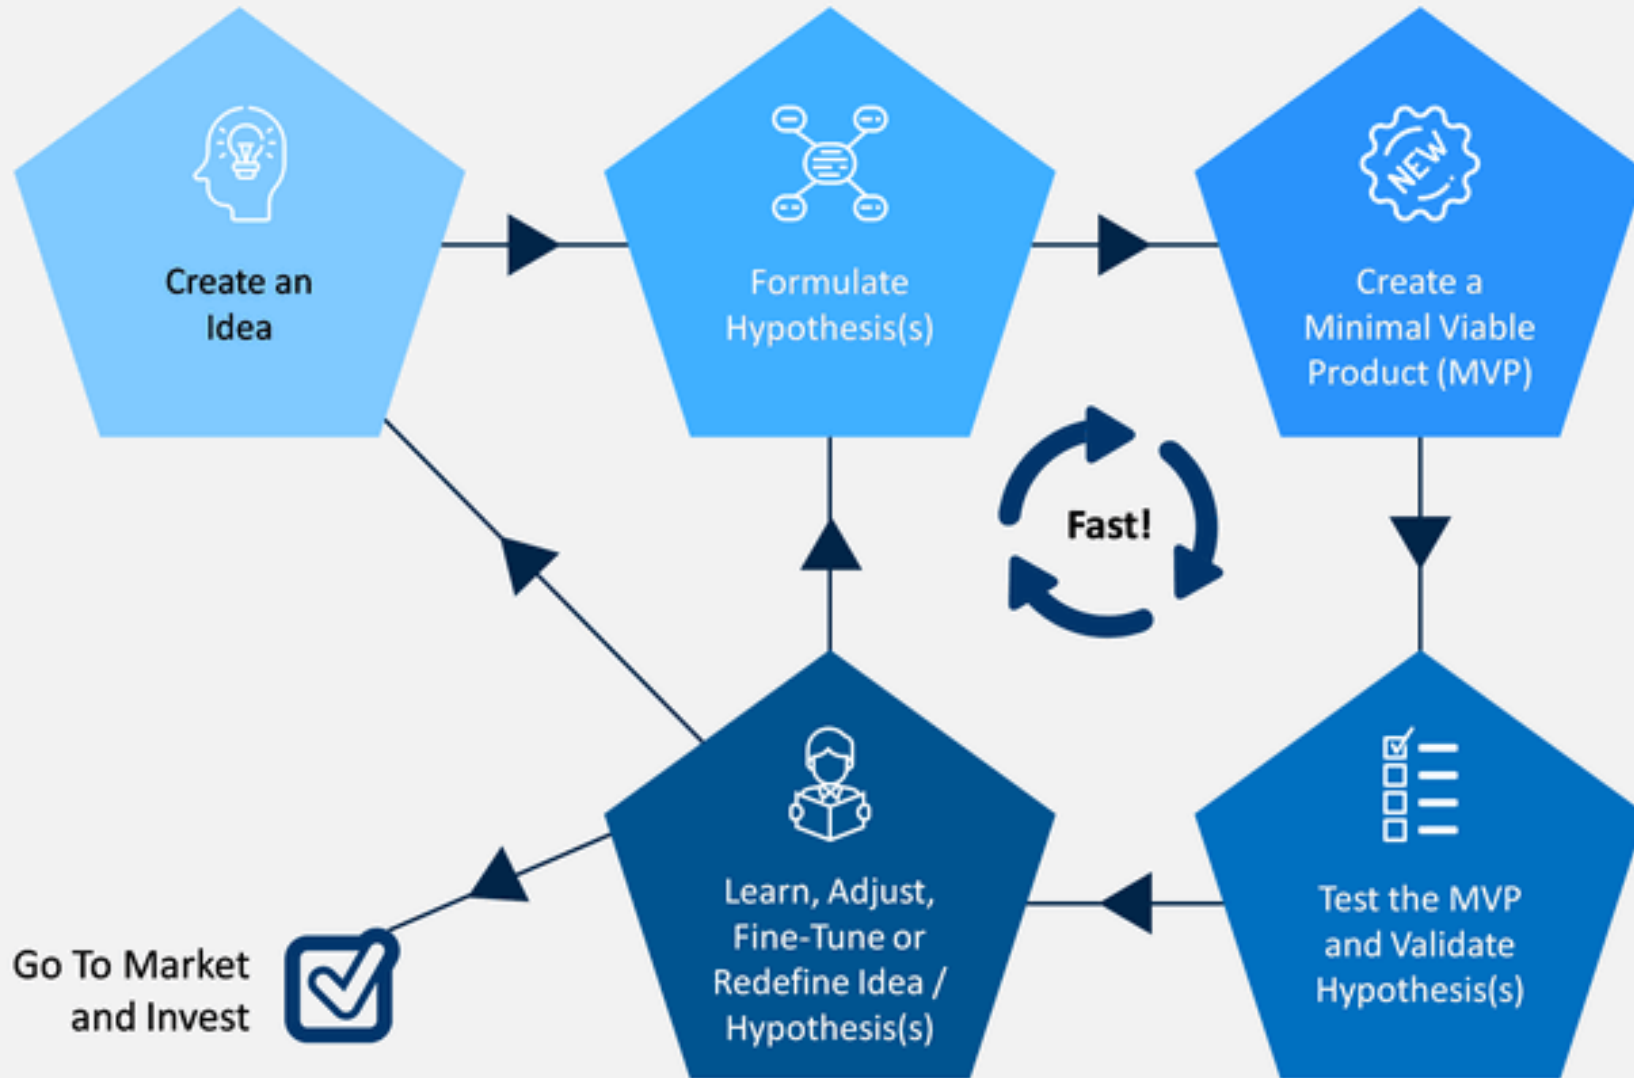 Create an
Idea
Formulate
Hypothesis(s)
NEW
Create a
Minimal Viable
Product (MVP)
Fast!
Learn, Adjust,
Fine-Tune or
Redefine Idea /
Hypothesis(s)
Test the MVP
and Validate
Hypothesis(s)
Go To Market
and Invest